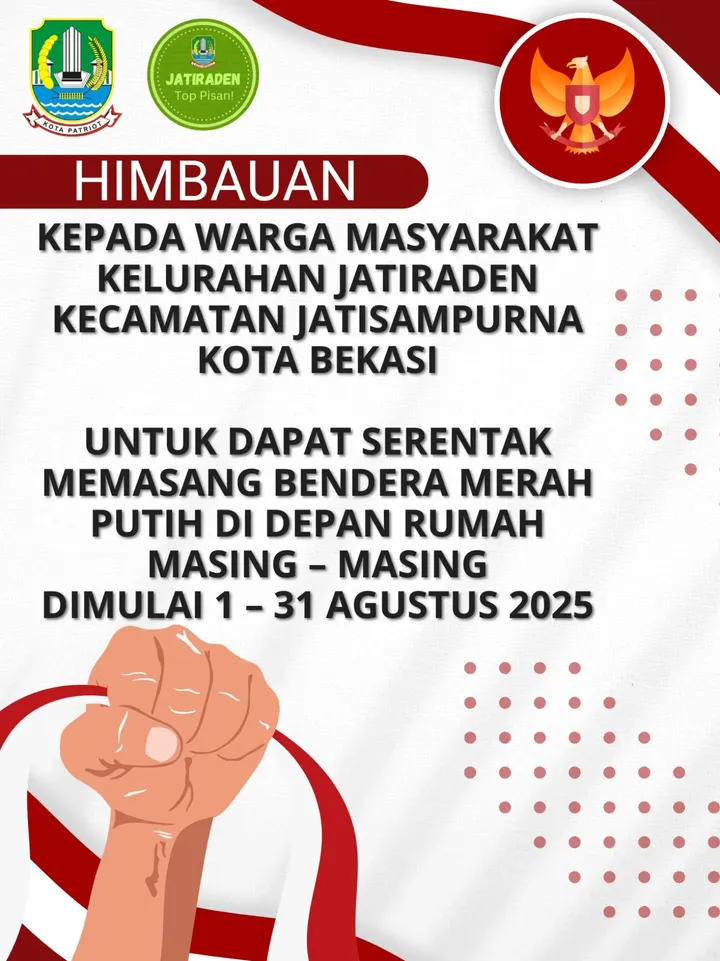 KOTA PATRIOT
JATIRADEN
Top Pisan!
HIMBAUAN
KEPADA WARGA MASYARAKAT
KELURAHAN JATIRADEN
KECAMATAN JATISAMPURNA
KOTA BEKASI
UNTUK DAPAT SERENTAK
MEMASANG BENDERA MERAH
PUTIH DI DEPAN RUMAH
MASING – MASING
DIMULAI 1 – 31 AGUSTUS 2025